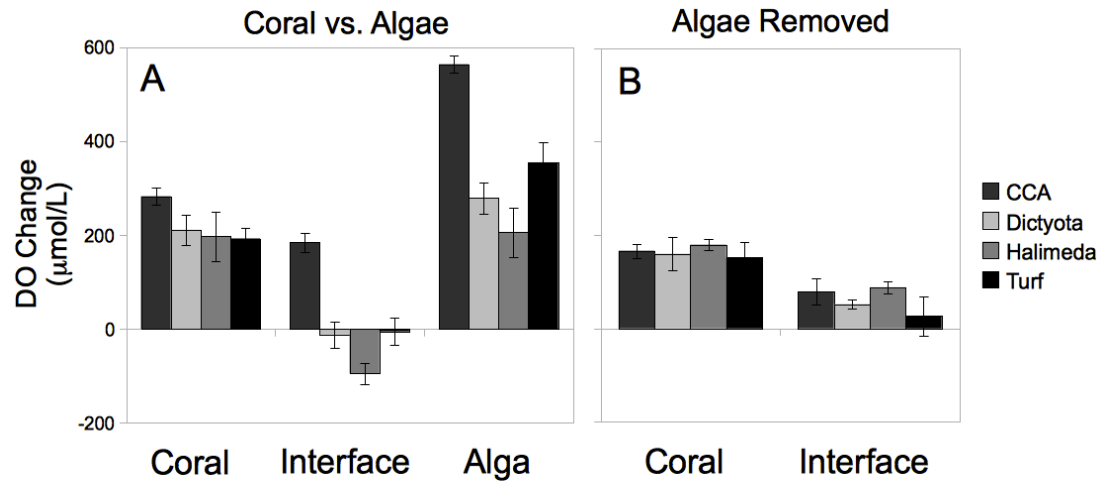 Coral vs. Algae
Algae Removed
A
B
DO Change
(μmol/L)
600
400
200
0
-200
Coral
Interface
Alga
Coral
Interface
CCA
Dictyota
Halimeda
Turf